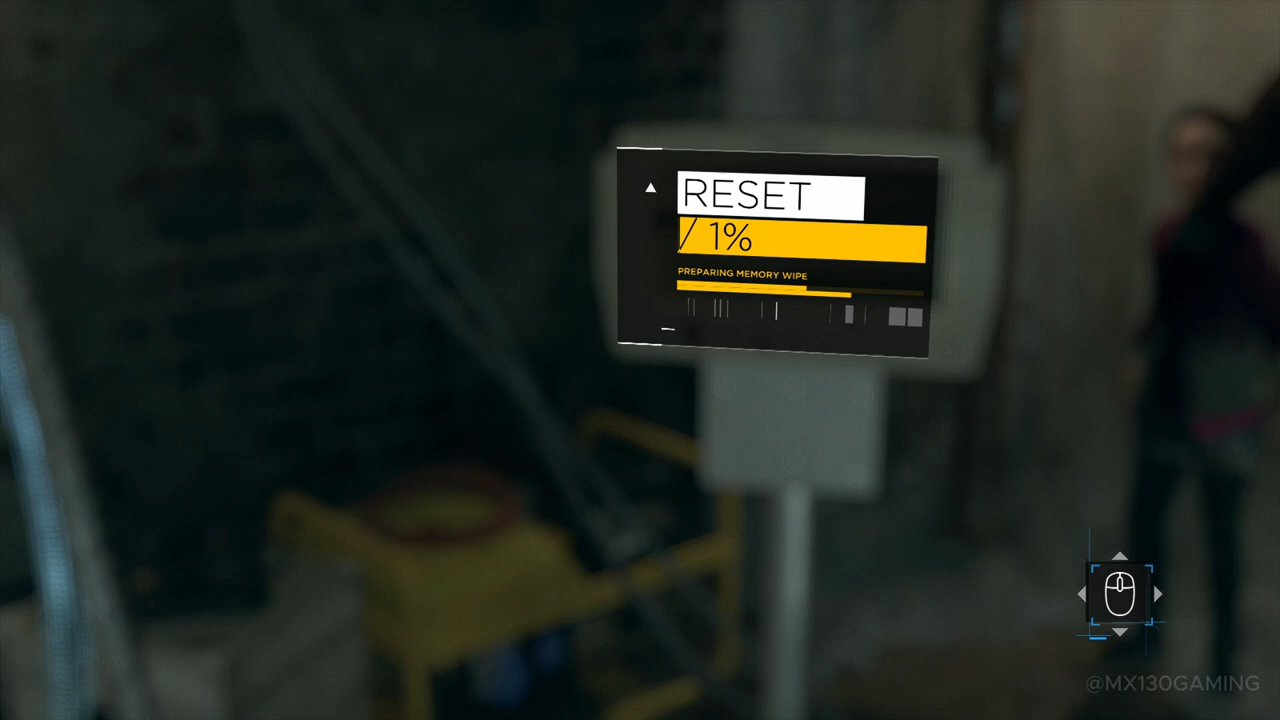 RESET
/ 1%
PREPARING MEMORY WIPE
@MX130GAMING